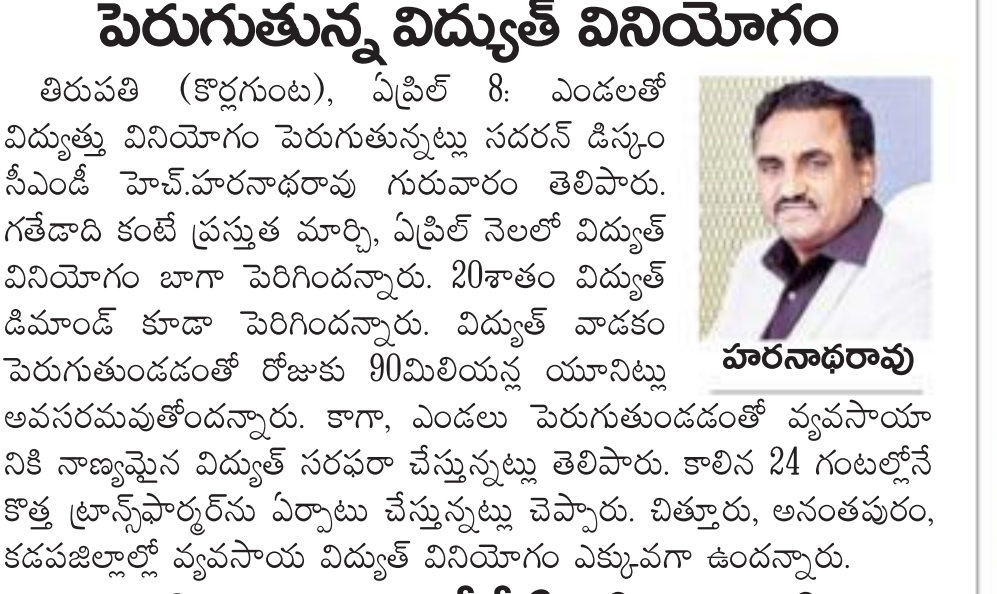 పెరుగుతున్న విద్యుత్ వినియోగం
తిరుపతి (కొర్లగుంట), ఏప్రిల్ 8: ఎండలతో
విద్యుత్తు వినియోగం పెరుగుతున్నట్లు సదరన్ డిస్కం
సీఎండీ హెచ్.హరనాథరావు గురువారం తెలిపారు.
గతేడాది కంటే ప్రస్తుత మార్చి, ఏప్రిల్ నెలలో విద్యుత్
వినియోగం బాగా పెరిగిందన్నారు. 20శాతం విద్యుత్
డిమాండ్ కూడా పెరిగిందన్నారు. విద్యుత్ వాడకం
పెరుగుతుండడంతో రోజుకు 90మిలియన్ల యూనిట్లు
అవసరమవుతోందన్నారు. కాగా, ఎండలు పెరుగుతుండడంతో వ్యవసాయా
నికి నాణ్యమైన విద్యుత్ సరఫరా చేస్తున్నట్లు తెలిపారు. కాలిన 24 గంటల్లోనే
కొత్త ట్రాన్స్‌ఫార్మర్‌ను ఏర్పాటు చేస్తున్నట్లు చెప్పారు. చిత్తూరు, అనంతపురం,
కడపజిల్లాల్లో వ్యవసాయ విద్యుత్ వినియోగం ఎక్కువగా ఉందన్నారు.
హరనాథరావు